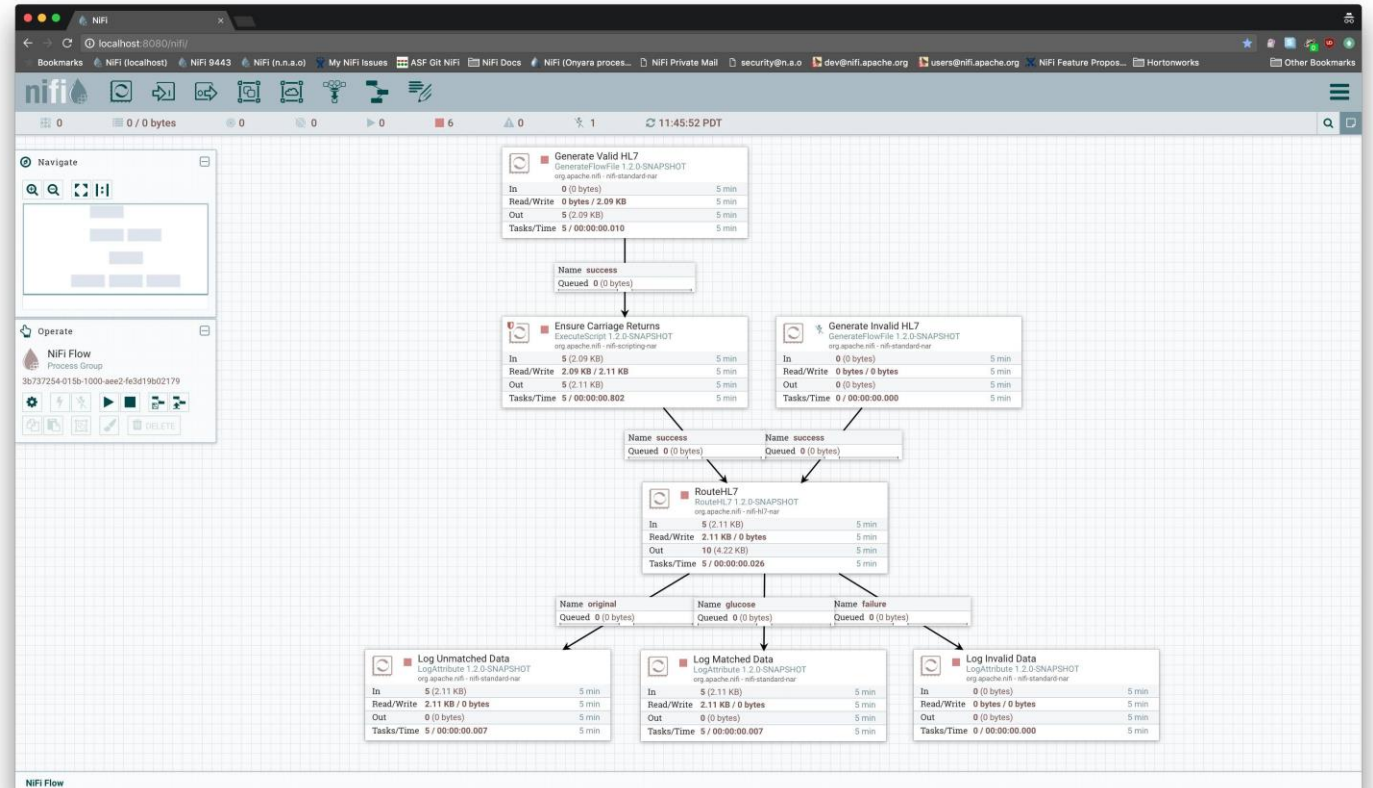 NiFi
localhost:8080/nifi/
Bookmarks NiFi (localhost) NiFi 9443 NiFi (n.n.a.o) My NiFi Issues ASF Git NiFi NiFi Docs NiFi (Onyara proces... NiFi Private Mail security@n.a.o dev@nifi.apache.org users@nifi.apache.org NiFi Feature Propos... Hortonworks Other Bookmarks
nifi
0 0 / 0 bytes 0 0 0 6 0 1 11:45:52 PDT
Navigate
Operate
NiFi Flow
Process Group
3b737254-015b-1000-aee2-fe3d19b02179
DELETE
Generate Valid HL7
GenerateFlowFile 1.2.0-SNAPSHOT
org.apache.nifi - nifi-standard-nar
In 0 (0 bytes) 5 min
Read/Write 0 bytes / 2.09 KB 5 min
Out 5 (2.09 KB) 5 min
Tasks/Time 5 / 00:00:00.010 5 min
Name success
Queued 0 (0 bytes)
Ensure Carriage Returns
ExecuteScript 1.2.0-SNAPSHOT
org.apache.nifi - nifi-scripting-nar
In 5 (2.09 KB) 5 min
Read/Write 2.09 KB / 2.11 KB 5 min
Out 5 (2.11 KB) 5 min
Tasks/Time 5 / 00:00:00.802 5 min
Generate Invalid HL7
GenerateFlowFile 1.2.0-SNAPSHOT
org.apache.nifi - nifi-standard-nar
In 0 (0 bytes) 5 min
Read/Write 0 bytes / 0 bytes 5 min
Out 0 (0 bytes) 5 min
Tasks/Time 0 / 00:00:00.000 5 min
Name success
Queued 0 (0 bytes)
Name success
Queued 0 (0 bytes)
RouteHL7
RouteHL7 1.2.0-SNAPSHOT
org.apache.nifi - nifi-hl7-nar
In 5 (2.11 KB) 5 min
Read/Write 2.11 KB / 0 bytes 5 min
Out 10 (4.22 KB) 5 min
Tasks/Time 5 / 00:00:00.026 5 min
Name original
Queued 0 (0 bytes)
Name glucose
Queued 0 (0 bytes)
Name failure
Queued 0 (0 bytes)
Log Unmatched Data
LogAttribute 1.2.0-SNAPSHOT
org.apache.nifi - nifi-standard-nar
In 5 (2.11 KB) 5 min
Read/Write 2.11 KB / 0 bytes 5 min
Out 0 (0 bytes) 5 min
Tasks/Time 5 / 00:00:00.007 5 min
Log Matched Data
LogAttribute 1.2.0-SNAPSHOT
org.apache.nifi - nifi-standard-nar
In 5 (2.11 KB) 5 min
Read/Write 2.11 KB / 0 bytes 5 min
Out 0 (0 bytes) 5 min
Tasks/Time 5 / 00:00:00.007 5 min
Log Invalid Data
LogAttribute 1.2.0-SNAPSHOT
org.apache.nifi - nifi-standard-nar
In 0 (0 bytes) 5 min
Read/Write 0 bytes / 0 bytes 5 min
Out 0 (0 bytes) 5 min
Tasks/Time 0 / 00:00:00.000 5 min
NiFi Flow